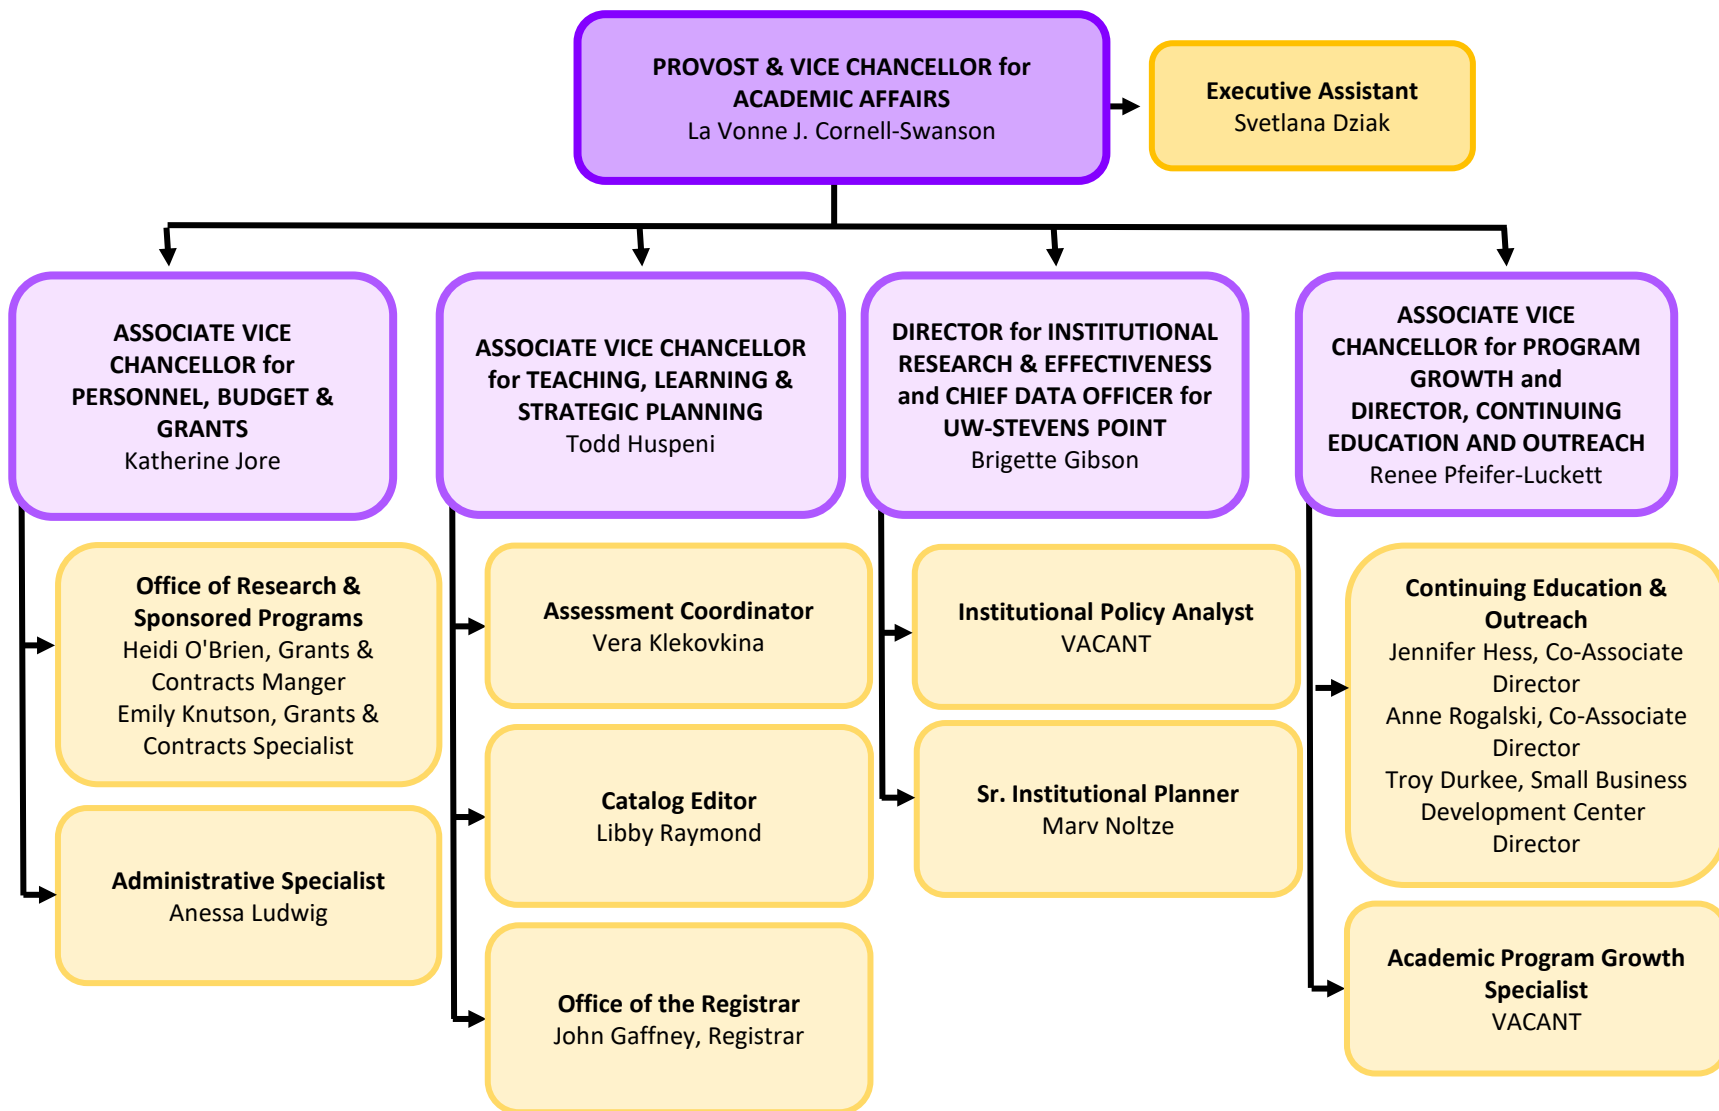 PROVOST & VICE CHANCELLOR for
ACADEMIC AFFAIRS
La Vonne J. Cornell-Swanson
Executive Assistant
Svetlana Dziak
ASSOCIATE VICE
CHANCELLOR for
PERSONNEL, BUDGET &
GRANTS
Katherine Jore
ASSOCIATE VICE CHANCELLOR
for TEACHING, LEARNING &
STRATEGIC PLANNING
Todd Huspeni
DIRECTOR for INSTITUTIONAL
RESEARCH & EFFECTIVENESS
and CHIEF DATA OFFICER for
UW-STEVENS POINT
Brigette Gibson
ASSOCIATE VICE
CHANCELLOR for PROGRAM
GROWTH and
DIRECTOR, CONTINUING
EDUCATION AND OUTREACH
Renee Pfeifer-Luckett
Office of Research &
Sponsored Programs
Heidi O'Brien, Grants &
Contracts Manger
Emily Knutson, Grants &
Contracts Specialist
Administrative Specialist
Anessa Ludwig
Assessment Coordinator
Vera Klekovkina
Catalog Editor
Libby Raymond
Office of the Registrar
John Gaffney, Registrar
Institutional Policy Analyst
VACANT
Sr. Institutional Planner
Marv Noltze
Continuing Education &
Outreach
Jennifer Hess, Co-Associate
Director
Anne Rogalski, Co-Associate
Director
Troy Durkee, Small Business
Development Center
Director
Academic Program Growth
Specialist
VACANT